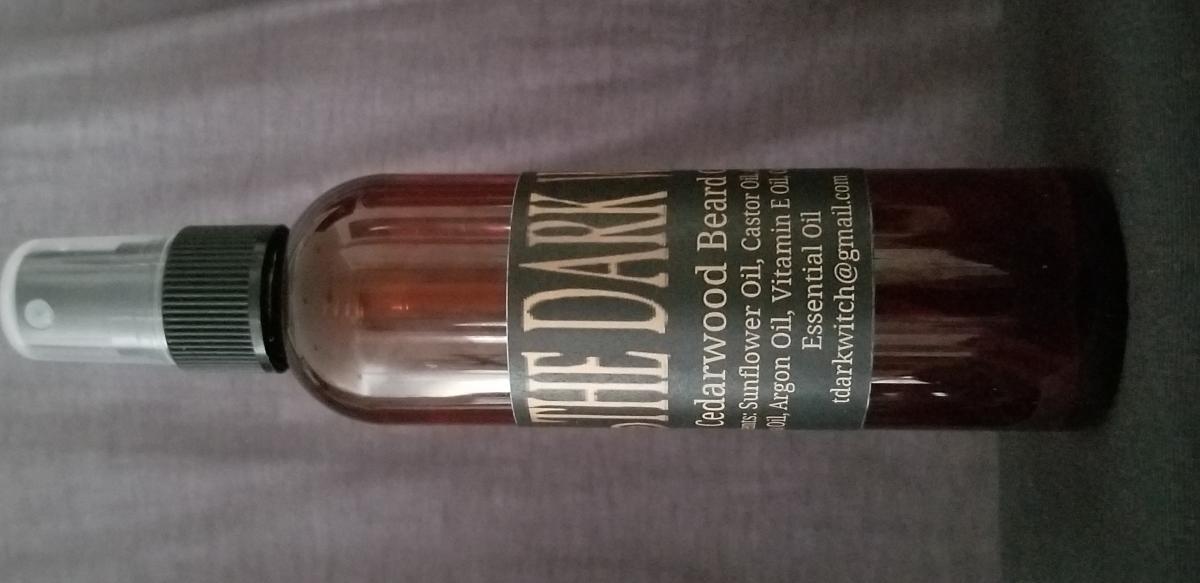 THE DARK
Cedarwood Beard
Sunflower Oil, Castor Oil,
Oil, Argon Oil, Vitamin E Oil,
Essential Oil
tdarkwitch@gmail.com